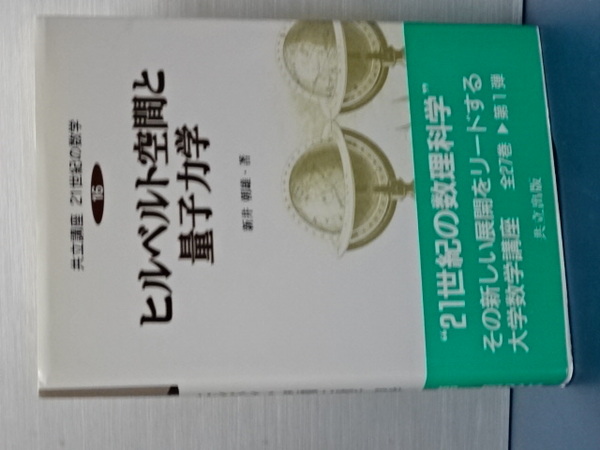 共立講座 21世紀の数学
16
ヒルベルト空間と
量子力学
新井 朝雄・著
“21世紀の数理科学”
その新しい展開をリードする
大学数学講座 全27巻▶第1弾
共立出版